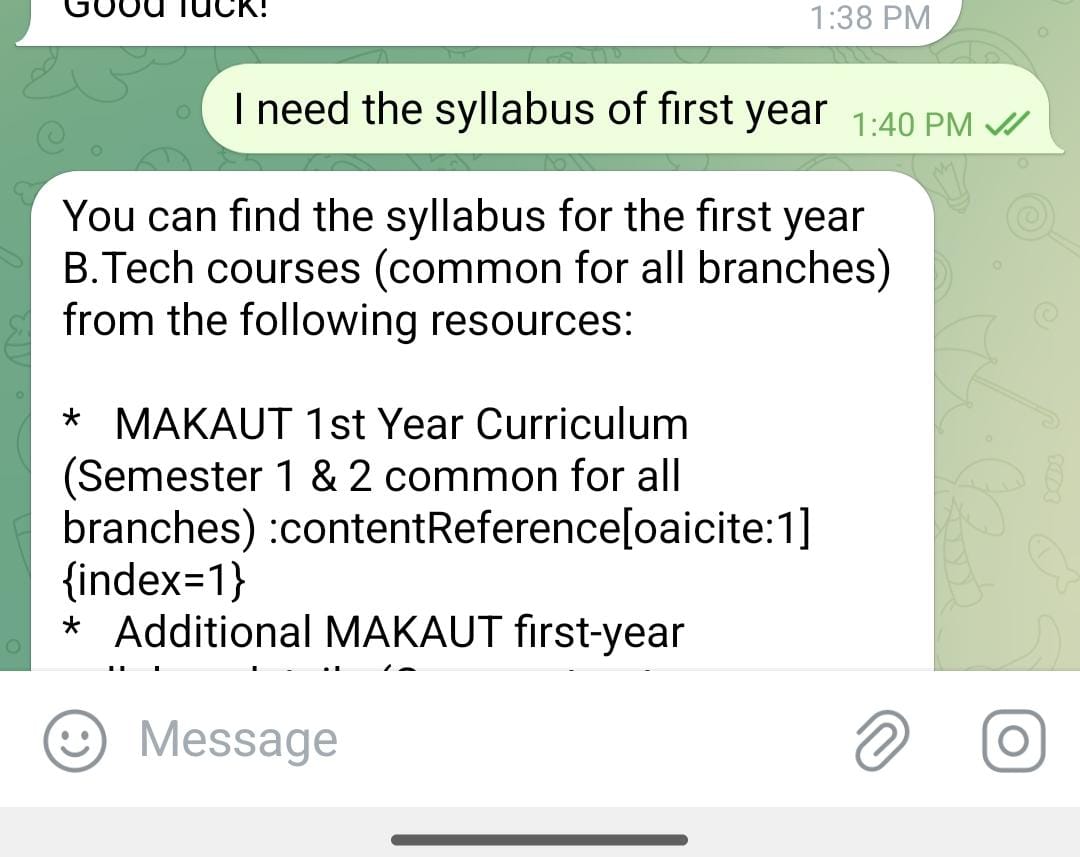 Good luck!
1:38 PM
I need the syllabus of first year 1:40 PM
You can find the syllabus for the first year
B.Tech courses (common for all branches)
from the following resources:
* MAKAUT 1st Year Curriculum
(Semester 1 & 2 common for all
branches) :contentReference[oaicite:1]
{index=1}
* Additional MAKAUT first-year
Message